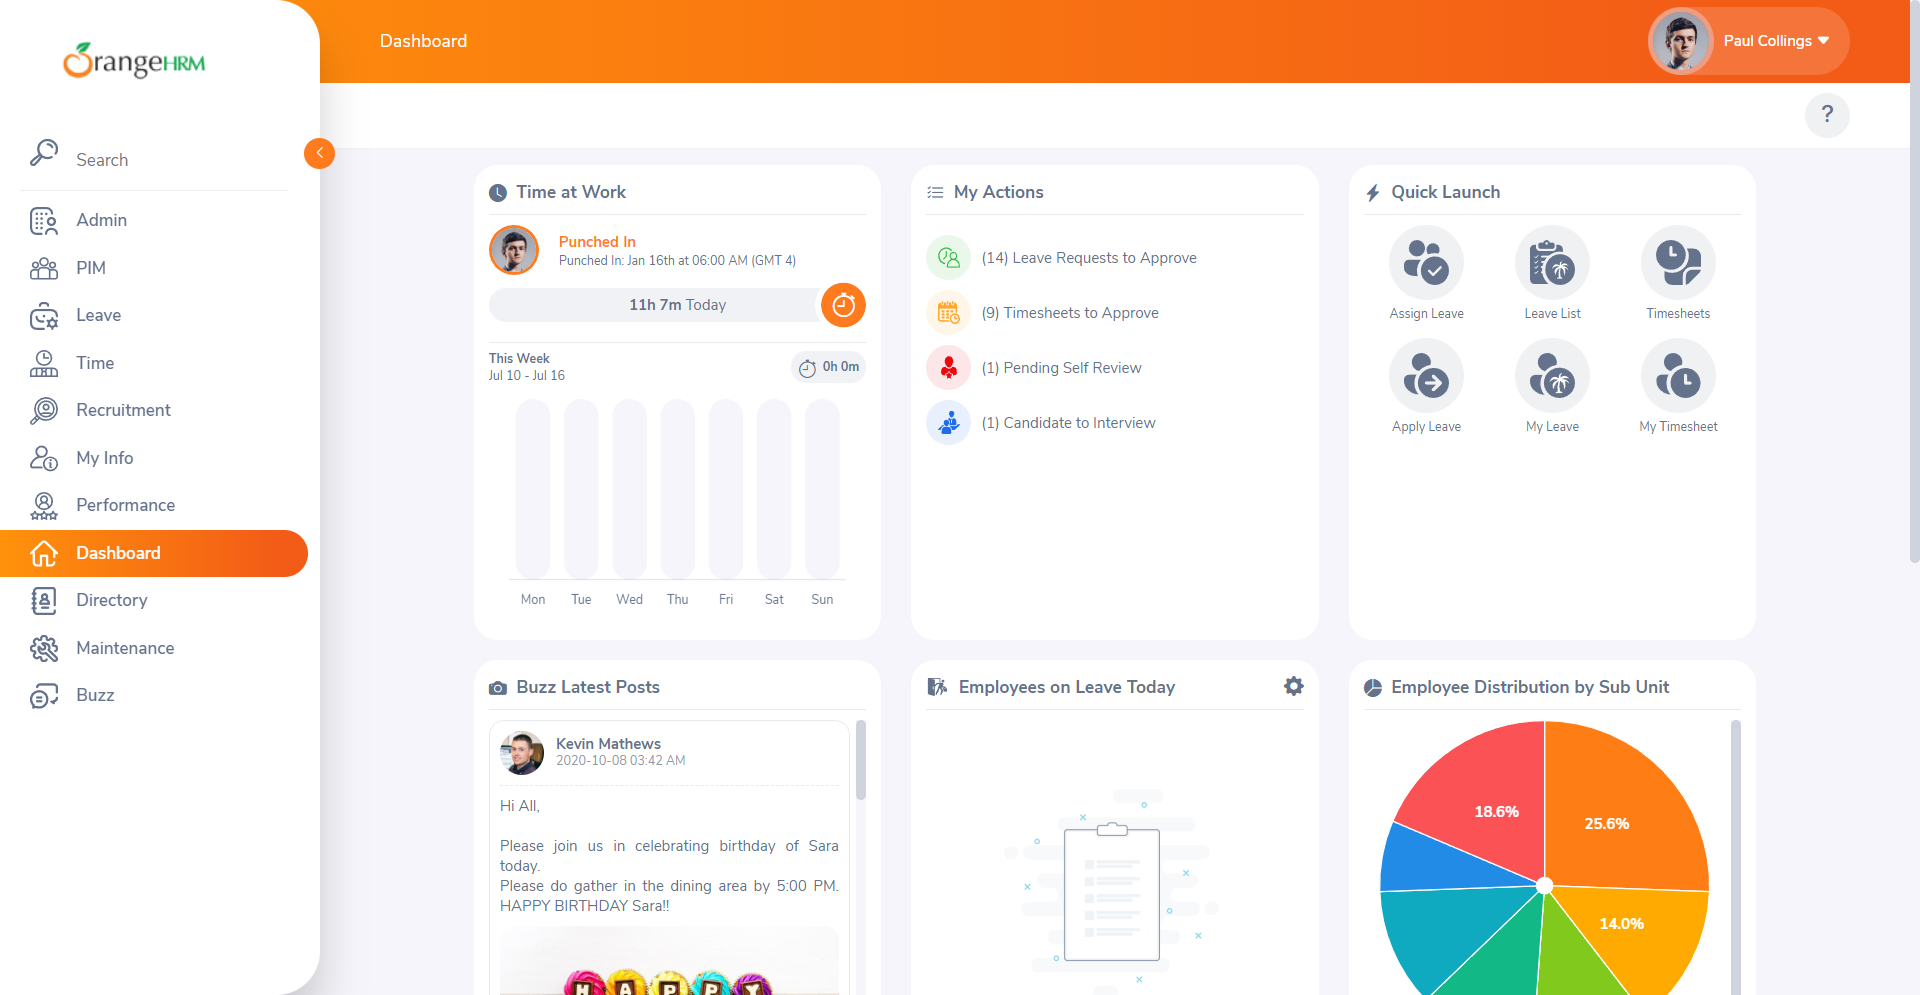 OrangeHRM
Search
Admin
PIM
Leave
Time
Recruitment
My Info
Performance
Dashboard
Directory
Maintenance
Buzz
Dashboard
Paul Collings
?
Time at Work
Punched In
Punched In: Jan 16th at 06:00 AM (GMT 4)
11h 7m Today
This Week
Jul 10 - Jul 16
0h 0m
Mon Tue Wed Thu Fri Sat Sun
My Actions
(14) Leave Requests to Approve
(9) Timesheets to Approve
(1) Pending Self Review
(1) Candidate to Interview
Quick Launch
Assign Leave
Leave List
Timesheets
Apply Leave
My Leave
My Timesheet
Buzz Latest Posts
Kevin Mathews
2020-10-08 03:42 AM
Hi All,
Please join us in celebrating birthday of Sara
today.
Please do gather in the dining area by 5:00 PM.
HAPPY BIRTHDAY Sara!!
HAPPY
Employees on Leave Today
Employee Distribution by Sub Unit
18.6%
25.6%
14.0%